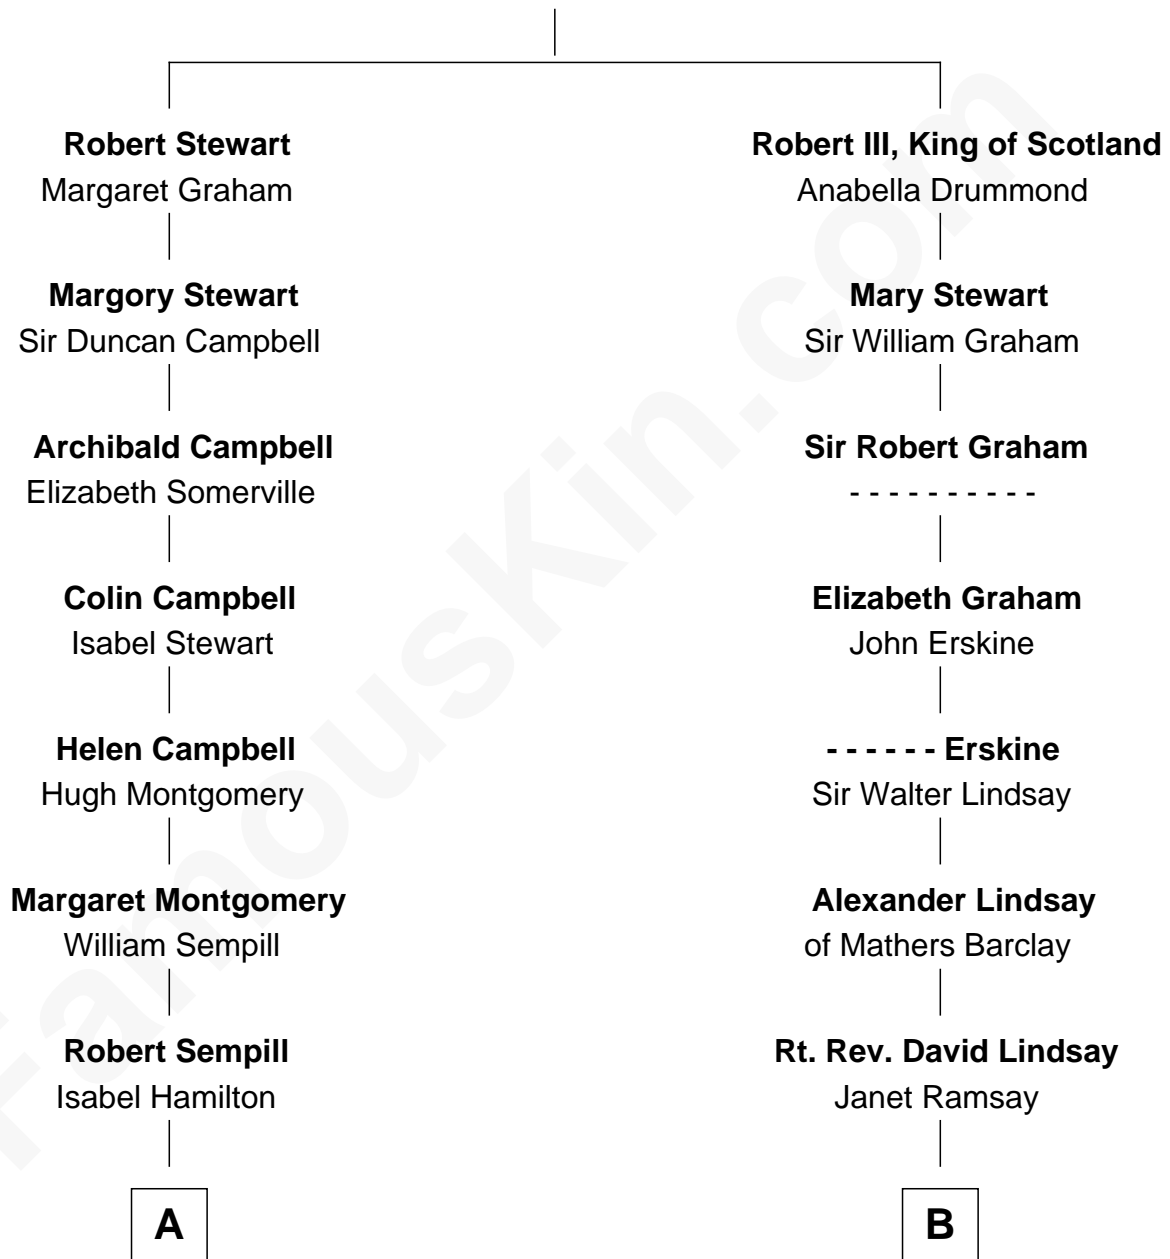 Robert Stewart
Margaret Graham
Margory Stewart
Sir Duncan Campbell
Archibald Campbell
Elizabeth Somerville
Colin Campbell
Isabel Stewart
Helen Campbell
Hugh Montgomery
Margaret Montgomery
William Sempill
Robert Sempill
Isabel Hamilton
A
Robert III, King of Scotland
Anabella Drummond
Mary Stewart
Sir William Graham
Sir Robert Graham
- - - - - - - - - -
Elizabeth Graham
John Erskine
- - - - - - Erskine
Sir Walter Lindsay
Alexander Lindsay
of Mathers Barclay
Rt. Rev. David Lindsay
Janet Ramsay
B
FamousKin.com